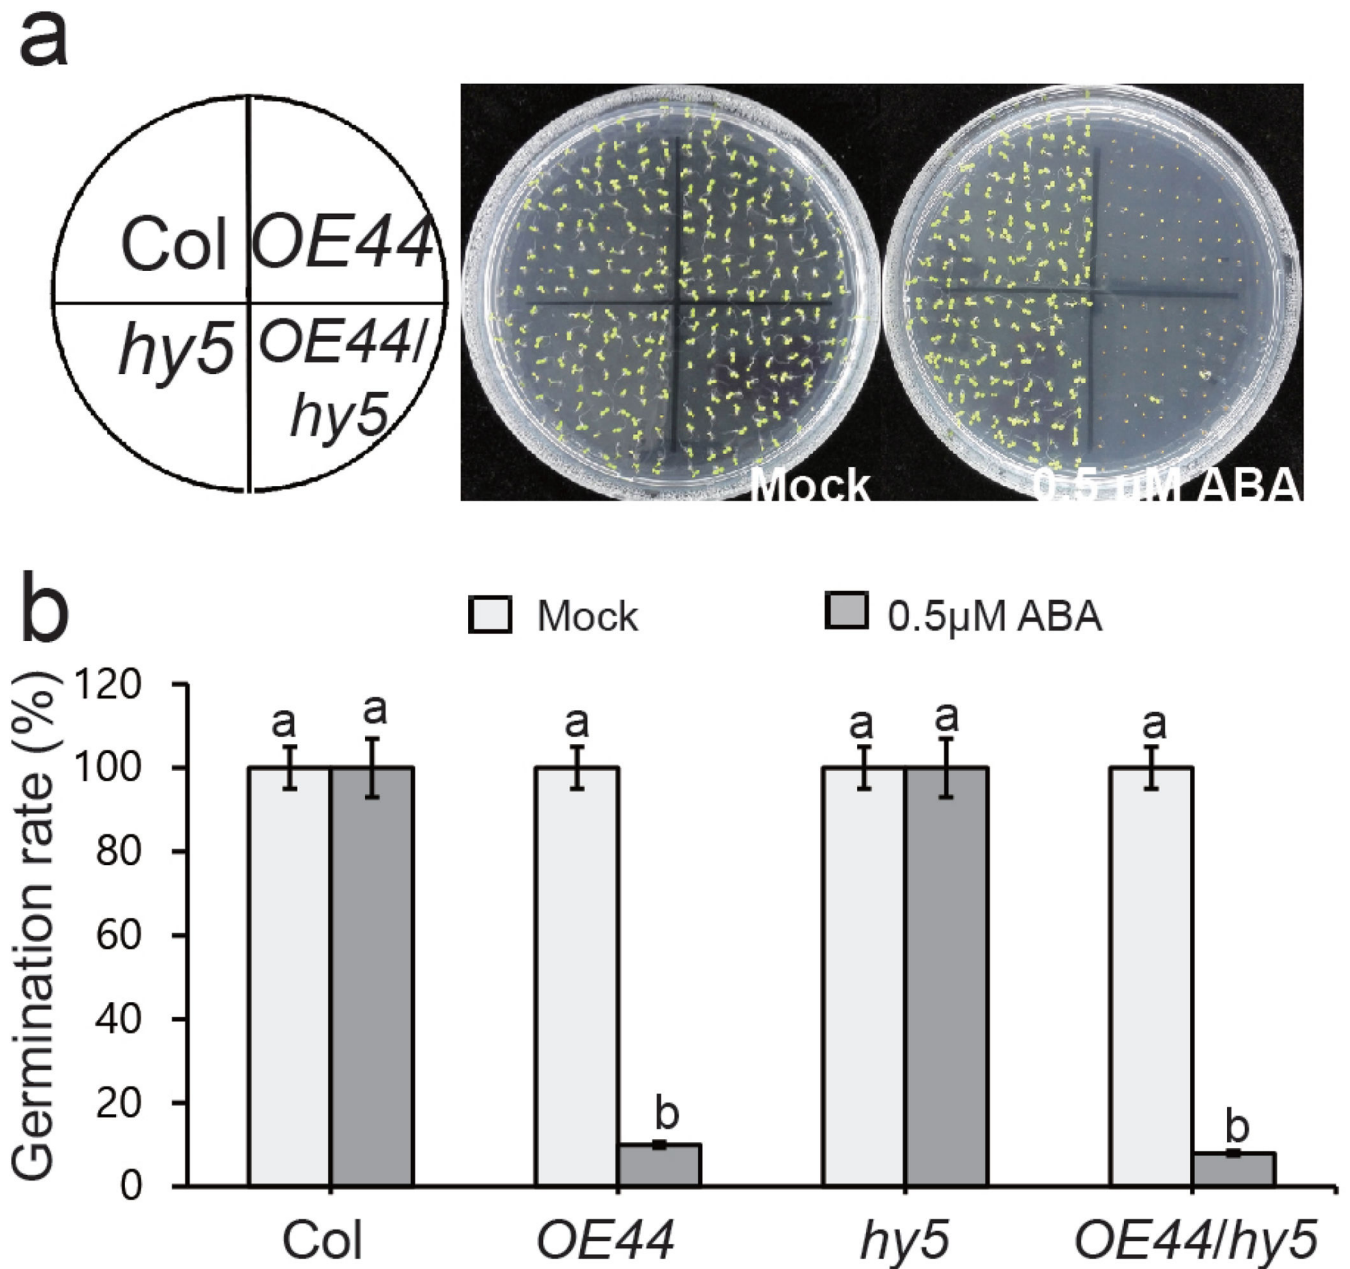 a
Col OE44
hy5 OE44/
hy5
Mock
0.5 µM ABA
b
Mock
0.5µM ABA
Germination rate (%)
120
100
80
60
40
20
0
a
a
a
b
a
a
a
b
Col
OE44
hy5
OE44/hy5